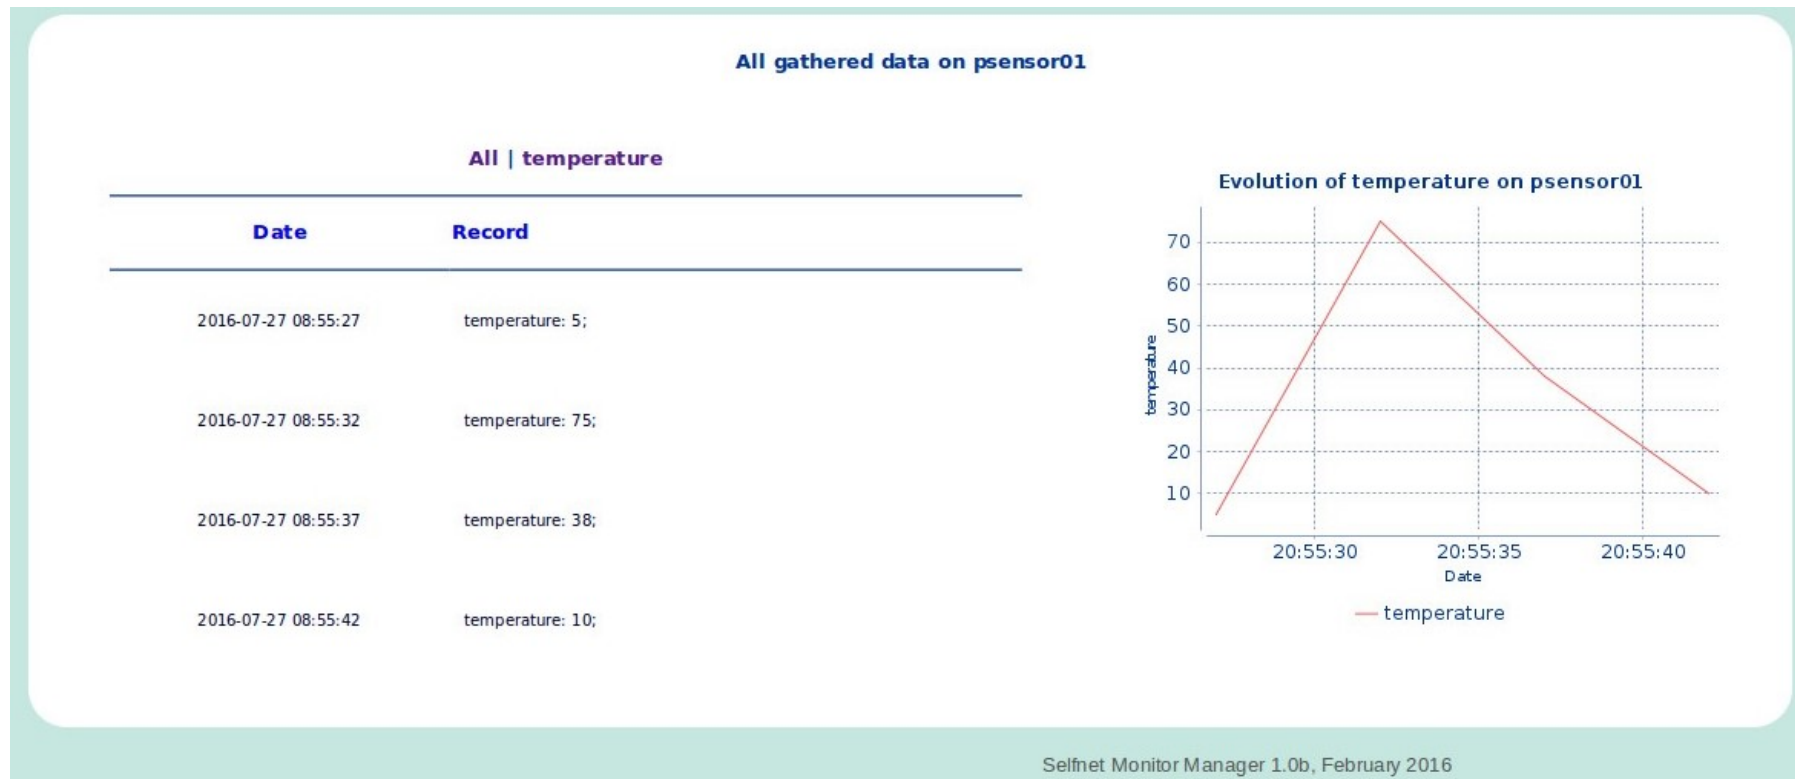 All gathered data on psensor01
All | temperature
Date Record
2016-07-27 08:55:27 temperature: 5;
2016-07-27 08:55:32 temperature: 75;
2016-07-27 08:55:37 temperature: 38;
2016-07-27 08:55:42 temperature: 10;
Evolution of temperature on psensor01
70
60
50
40
30
20
10
temperature
20:55:30 20:55:35 20:55:40
Date
temperature
Selfnet Monitor Manager 1.0b, February 2016